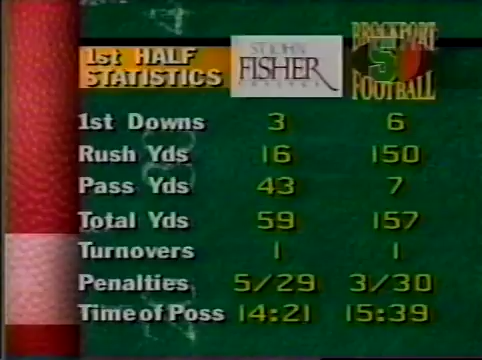 1st HALF
STATISTICS
ST. JOHN
FISHER
COLLEGE
BROCKPORT
S
FOOTBALL
1st Downs 3 6
Rush Yds 16 150
Pass Yds 43 7
Total Yds 59 157
Turnovers 1 1
Penalties 5/29 3/30
Time of Poss 14:21 15:39